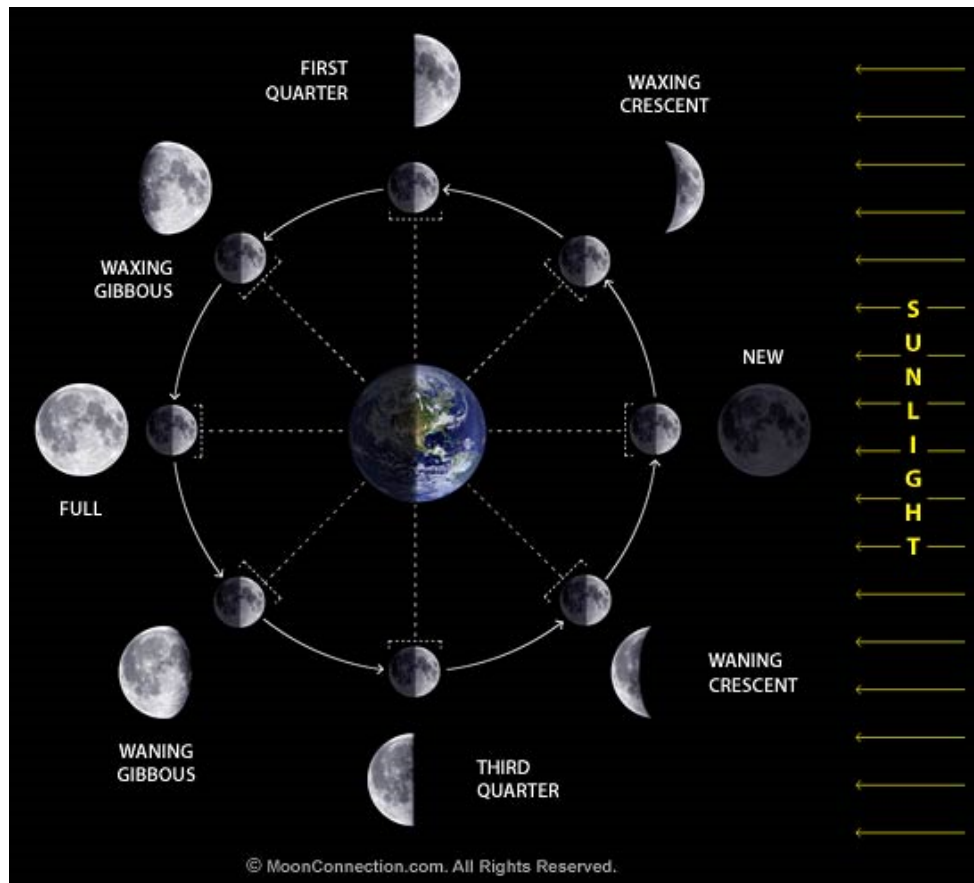 FIRST
QUARTER
WAXING
CRESCENT
WAXING
GIBBOUS
NEW
SUNLIGHT
FULL
WANING
GIBBOUS
THIRD
QUARTER
WANING
CRESCENT
© MoonConnection.com. All Rights Reserved.